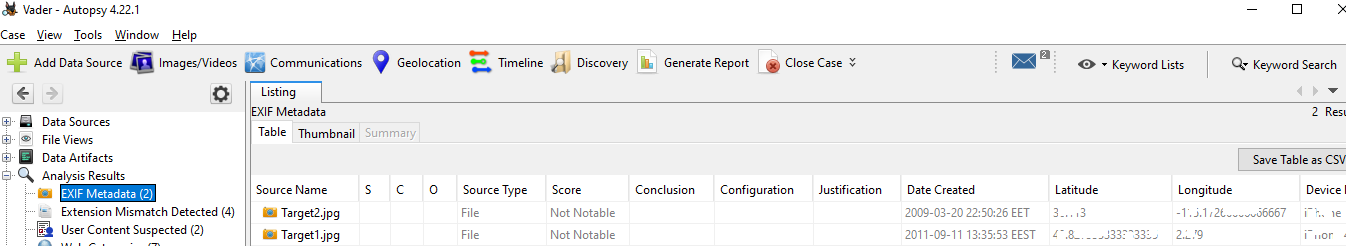 Vader - Autopsy 4.22.1
Case View Tools Window Help
Add Data Source Images/Videos Communications Geolocation Timeline Discovery Generate Report Close Case 2 Keyword Lists Keyword Search
Listing
EXIF Metadata 2 Resu
Table Thumbnail Summary
Save Table as CSV
Data Sources
File Views
Data Artifacts
Analysis Results
EXIF Metadata (2)
Extension Mismatch Detected (4)
User Content Suspected (2)
Source Name S C O Source Type Score Conclusion Configuration Justification Date Created Latitude Longitude Device
Target2.jpg File Not Notable 2009-03-20 22:50:26 EET
Target1.jpg File Not Notable 2011-09-11 13:35:53 EEST